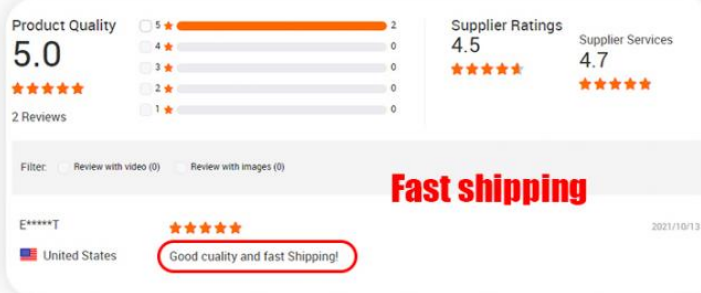 Product Quality
5.0
2 Reviews
5 2
4 0
3 0
2 0
1 0
Supplier Ratings
4.5
Supplier Services
4.7
Filter: Review with video (0) Review with images (0)
Fast shipping
E*****T
2021/10/13
United States
Good cuality and fast Shipping!